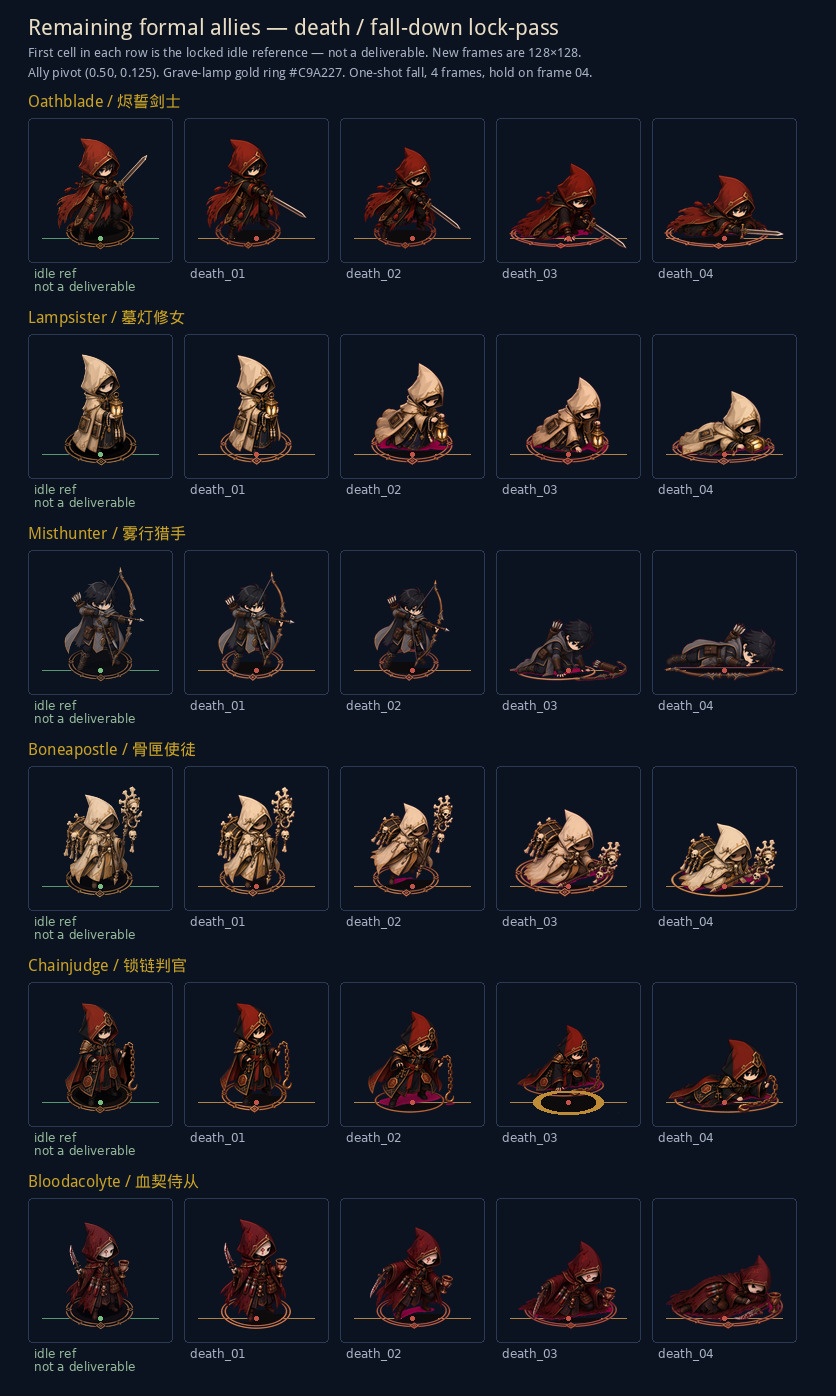 Remaining formal allies — death / fall-down lock-pass
First cell in each row is the locked idle reference — not a deliverable. New frames are 128×128.
Ally pivot (0.50, 0.125). Grave-lamp gold ring #C9A227. One-shot fall, 4 frames, hold on frame 04.
Oathblade / 烬誓剑士
idle ref
not a deliverable
death_01
death_02
death_03
death_04
Lampsister / 墓灯修女
idle ref
not a deliverable
death_01
death_02
death_03
death_04
Misthunter / 雾行猎手
idle ref
not a deliverable
death_01
death_02
death_03
death_04
Boneapostle / 骨匣使徒
idle ref
not a deliverable
death_01
death_02
death_03
death_04
Chainjudge / 锁链判官
idle ref
not a deliverable
death_01
death_02
death_03
death_04
Bloodacolyte / 血契侍从
idle ref
not a deliverable
death_01
death_02
death_03
death_04